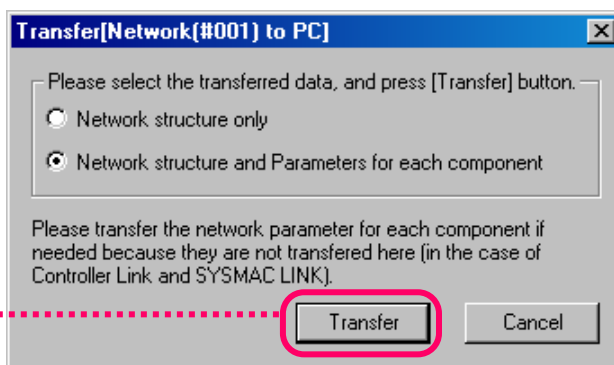 Transfer[Network(#001) to PC]
Please select the transferred data, and press [Transfer] button.
Network structure only
Network structure and Parameters for each component
Please transfer the network parameter for each component if
needed because they are not transfered here (in the case of
Controller Link and SYSMAC LINK).
Transfer
Cancel